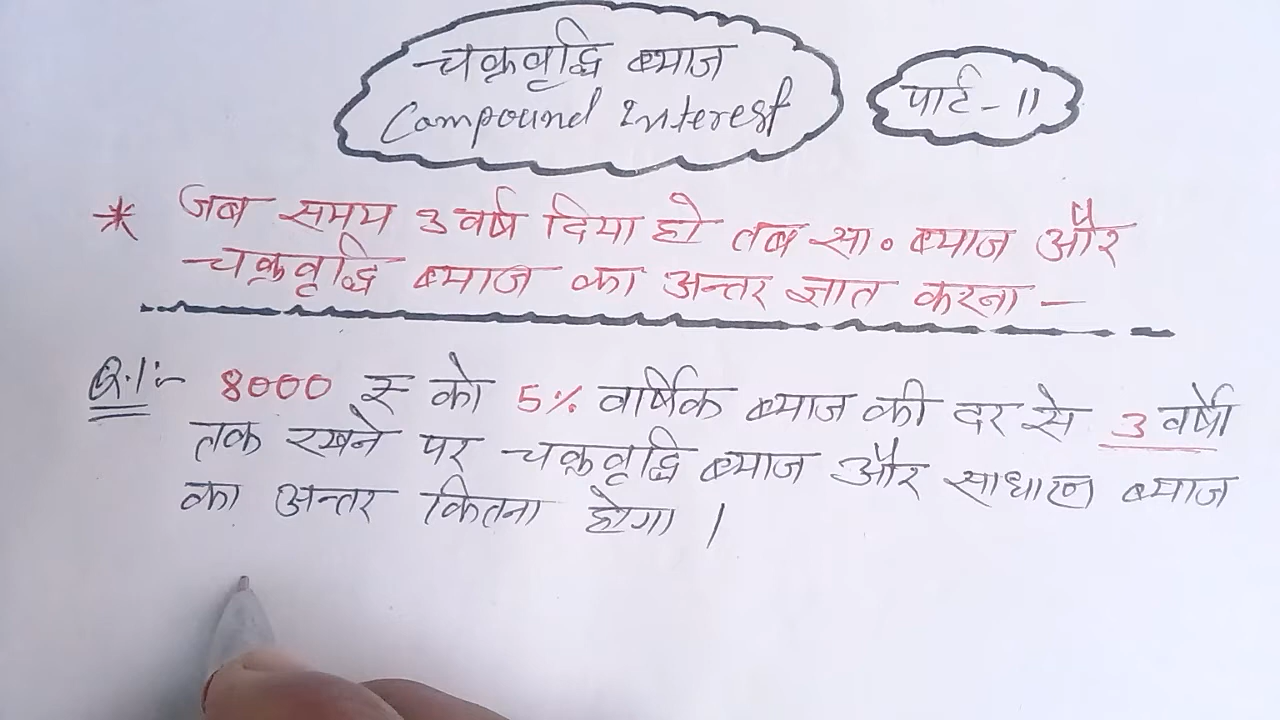 चक्रवृद्धि ब्याज
Compound Interest
पार्ट - 11
* जब समय 3 वर्ष दिया हो तब सा० ब्याज और
चक्रवृद्धि ब्याज का अन्तर ज्ञात करना -
Q.1:- 8000 रु को 5% वार्षिक ब्याज की दर से 3 वर्षो
तक रखने पर चक्रवृद्धि ब्याज और साधारण ब्याज
का अन्तर कितना होगा ।